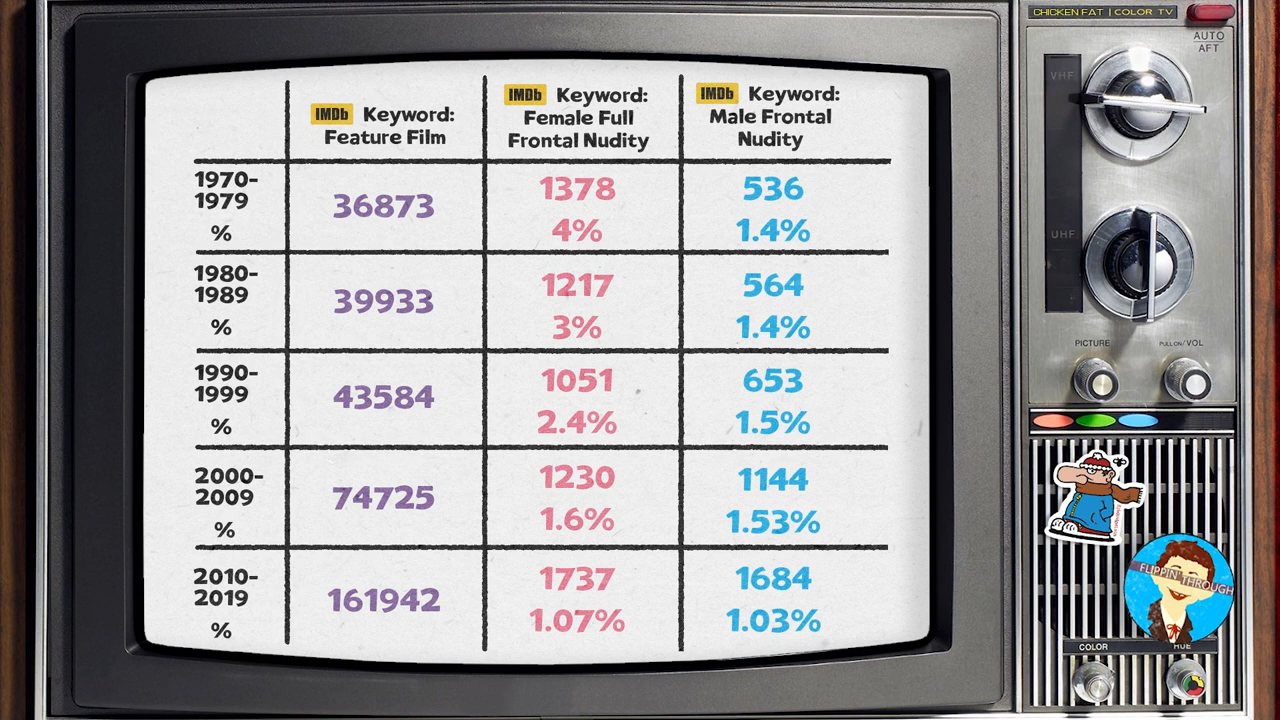 CHICKEN FAT | COLOR TV
AUTO
AFT
VHF
UHF
PICTURE
PULL ON/VOL
IMDb Keyword:
Feature Film
IMDb Keyword:
Female Full
Frontal Nudity
IMDb Keyword:
Male Frontal
Nudity
1970-
1979
36873
1378
536
%
4%
1.4%
1980-
1989
39933
1217
564
%
3%
1.4%
1990-
1999
43584
1051
653
%
2.4%
1.5%
2000-
2009
74725
1230
1144
%
1.6%
1.53%
2010-
2019
161942
1737
1684
%
1.07%
1.03%
FLIPPIN' THROUGH
COLOR
HUE